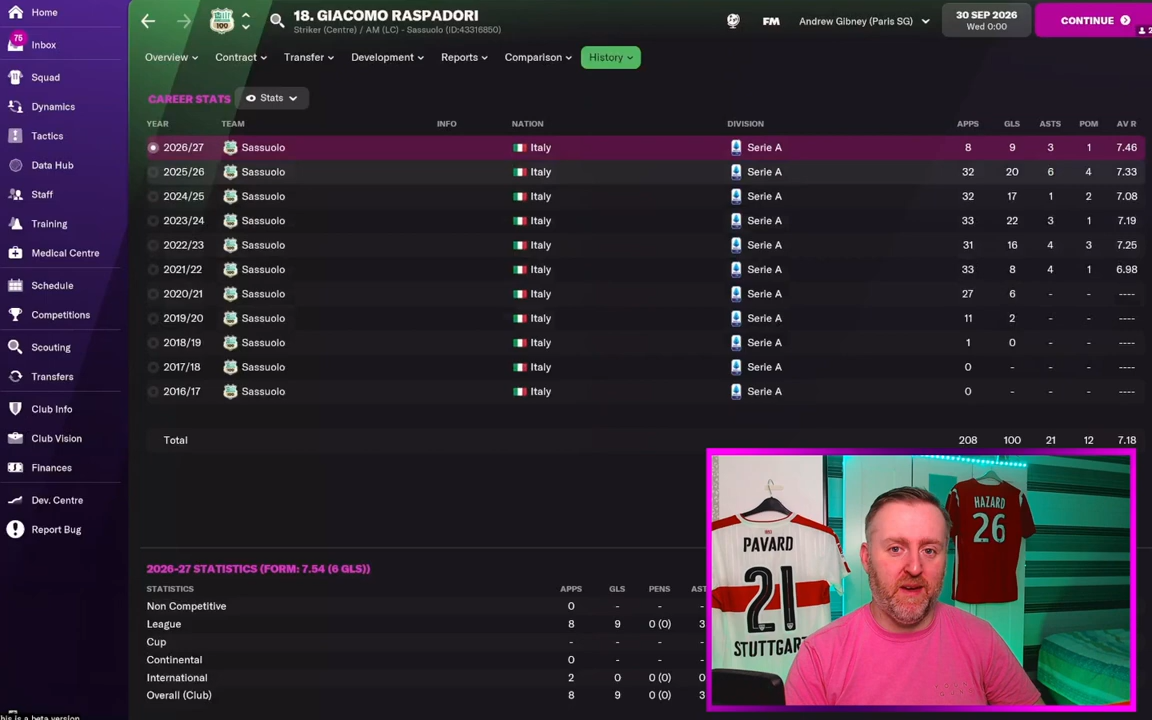 Home
18. GIACOMO RASPADORI
Striker (Centre) / AM (LC) - Sassuolo (ID:43316850)
FM
Andrew Gibney (Paris SG)
30 SEP 2026
Wed 0:00
CONTINUE
2
75
Inbox
Squad
Dynamics
Tactics
Data Hub
Staff
Training
Medical Centre
Schedule
Competitions
Scouting
Transfers
Club Info
Club Vision
Finances
Dev. Centre
Report Bug
This is a beta version
100
Overview Contract Transfer Development Reports Comparison History
CAREER STATS Stats
YEAR TEAM INFO NATION DIVISION APPS GLS ASTS POM AV R
2026/27 Sassuolo Italy Serie A 8 9 3 1 7.46
2025/26 Sassuolo Italy Serie A 32 20 6 4 7.33
2024/25 Sassuolo Italy Serie A 32 17 1 2 7.08
2023/24 Sassuolo Italy Serie A 33 22 3 1 7.19
2022/23 Sassuolo Italy Serie A 31 16 4 3 7.25
2021/22 Sassuolo Italy Serie A 33 8 4 1 6.98
2020/21 Sassuolo Italy Serie A 27 6 - - ----
2019/20 Sassuolo Italy Serie A 11 2 - - ----
2018/19 Sassuolo Italy Serie A 1 0 - - ----
2017/18 Sassuolo Italy Serie A 0 - - - ----
2016/17 Sassuolo Italy Serie A 0 - - - ----
Total 208 100 21 12 7.18
2026-27 STATISTICS (FORM: 7.54 (6 GLS))
STATISTICS APPS GLS PENS AST
Non Competitive 0 - -
League 8 9 0 (0) 3
Cup - - -
Continental 0 - -
International 2 0 0 (0)
Overall (Club) 8 9 0 (0) 3
PAVARD
21
STUTTGAR
HAZARD
26